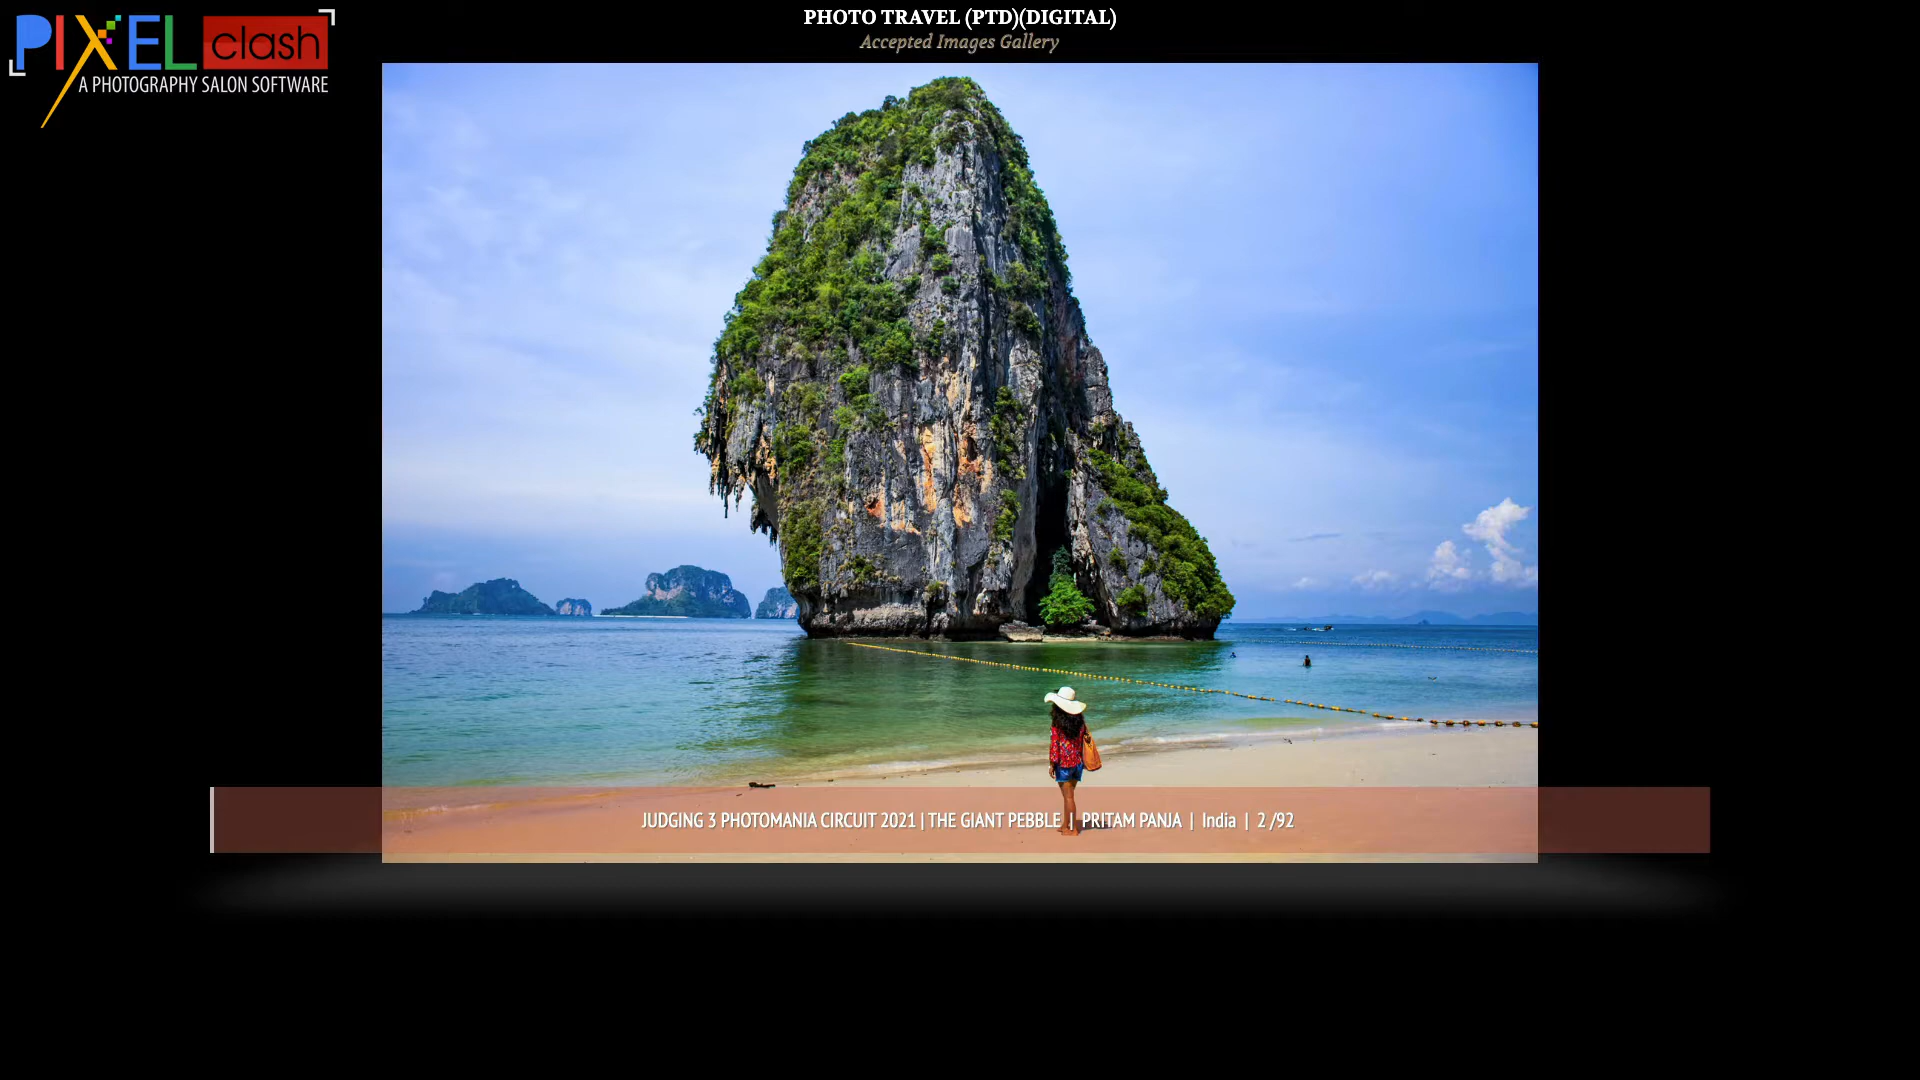 PIXEL clash
A PHOTOGRAPHY SALON SOFTWARE
PHOTO TRAVEL (PTD)(DIGITAL)
Accepted Images Gallery
JUDGING 3 PHOTOMANIA CIRCUIT 2021 | THE GIANT PEBBLE | PRITAM PANJA | India | 2 /92